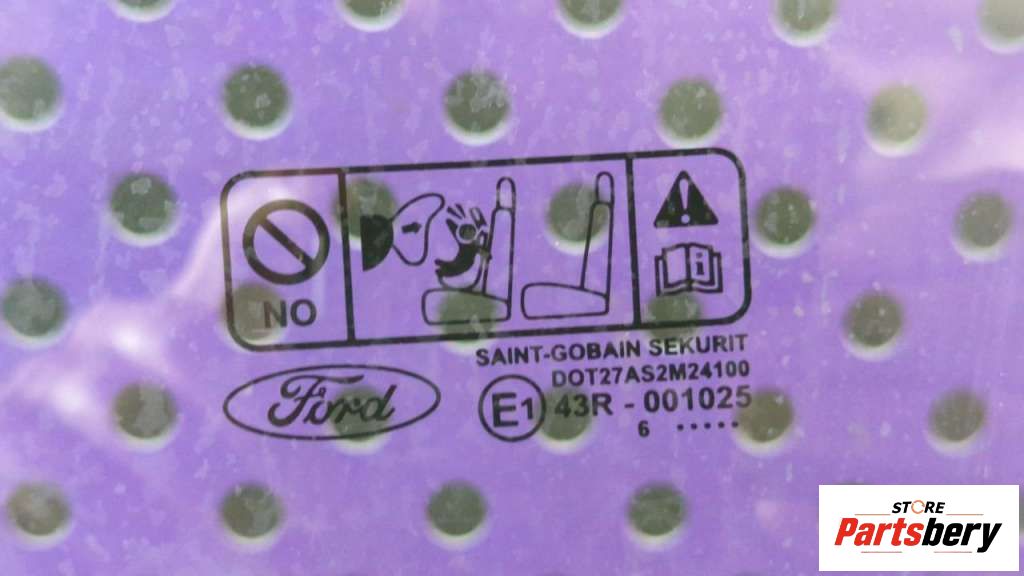 NO
i
SAINT-GOBAIN SEKURIT
DOT27AS2M24100
Ford
E1 43R - 001025
6 .....
STORE
Partsbery